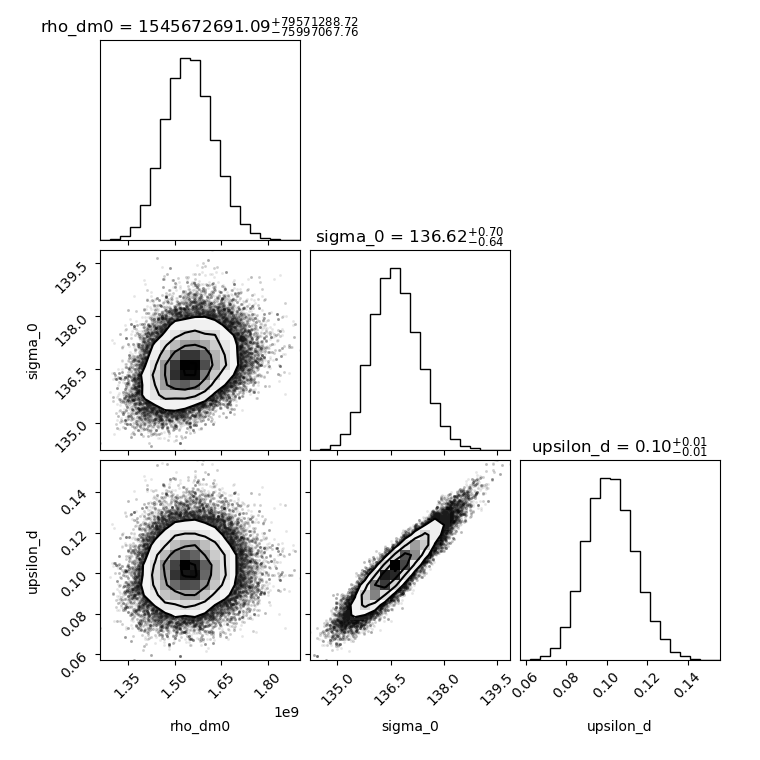 rho_dm0 = 1545672691.09+79571288.72−75997067.76
sigma_0 = 136.62+0.70−0.64
139.5
138.0
136.5
135.0
sigma_0
upsilon_d = 0.10+0.01−0.01
0.14
0.12
0.10
0.08
0.06
upsilon_d
1.35 1.50 1.65 1.80
1e9
rho_dm0
135.0 136.5 138.0 139.5
sigma_0
0.06 0.08 0.10 0.12 0.14
upsilon_d